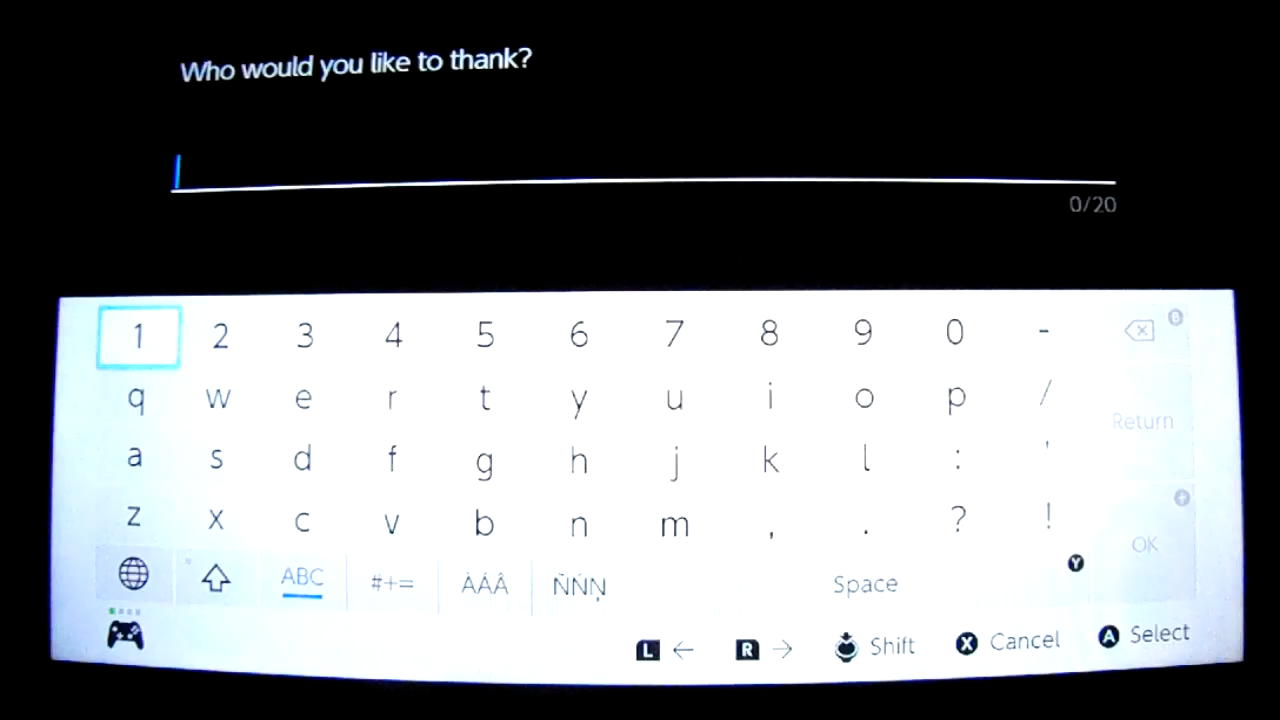 Who would you like to thank?
0/20
1 2 3 4 5 6 7 8 9 0 -
B
q w e r t y u i o p /
Return
a s d f g h j k l : '
z x c v b n m , . ? !
+
OK
ABC #+= ÀÁÂ ÑŃŅ Space Y
L ← R → Shift X Cancel A Select